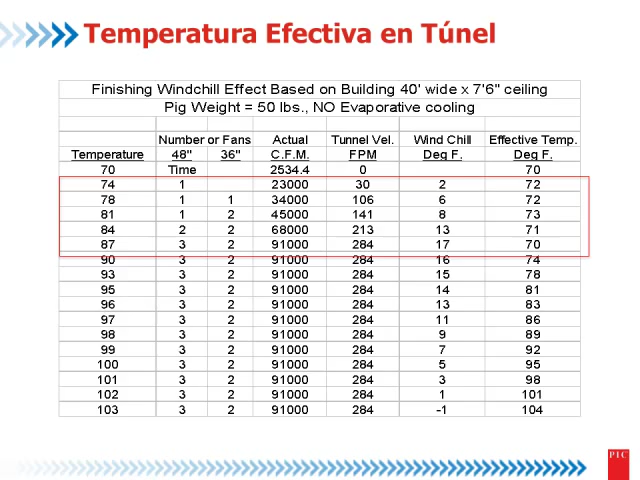 Temperatura Efectiva en Túnel
Finishing Windchill Effect Based on Building 40' wide x 7'6" ceiling
Pig Weight = 50 lbs., NO Evaporative cooling
Number or Fans Actual Tunnel Vel. Wind Chill Effective Temp.
Temperature 48" 36" C.F.M. FPM Deg F. Deg F.
70 Time 2534.4 0 70
74 1 23000 30 2 72
78 1 1 34000 106 6 72
81 1 2 45000 141 8 73
84 2 2 68000 213 13 71
87 3 2 91000 284 17 70
90 3 2 91000 284 16 74
93 3 2 91000 284 15 78
95 3 2 91000 284 14 81
96 3 2 91000 284 13 83
97 3 2 91000 284 11 86
98 3 2 91000 284 9 89
99 3 2 91000 284 7 92
100 3 2 91000 284 5 95
101 3 2 91000 284 3 98
102 3 2 91000 284 1 101
103 3 2 91000 284 -1 104
PIC